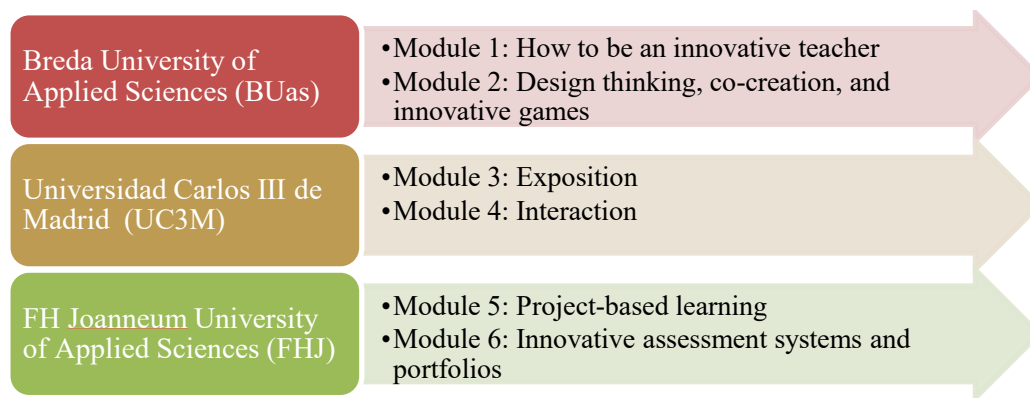 Breda University of
Applied Sciences (BUas)
•Module 1: How to be an innovative teacher
•Module 2: Design thinking, co-creation, and
innovative games
Universidad Carlos III de
Madrid (UC3M)
•Module 3: Exposition
•Module 4: Interaction
FH Joanneum University
of Applied Sciences (FHJ)
•Module 5: Project-based learning
•Module 6: Innovative assessment systems and
portfolios